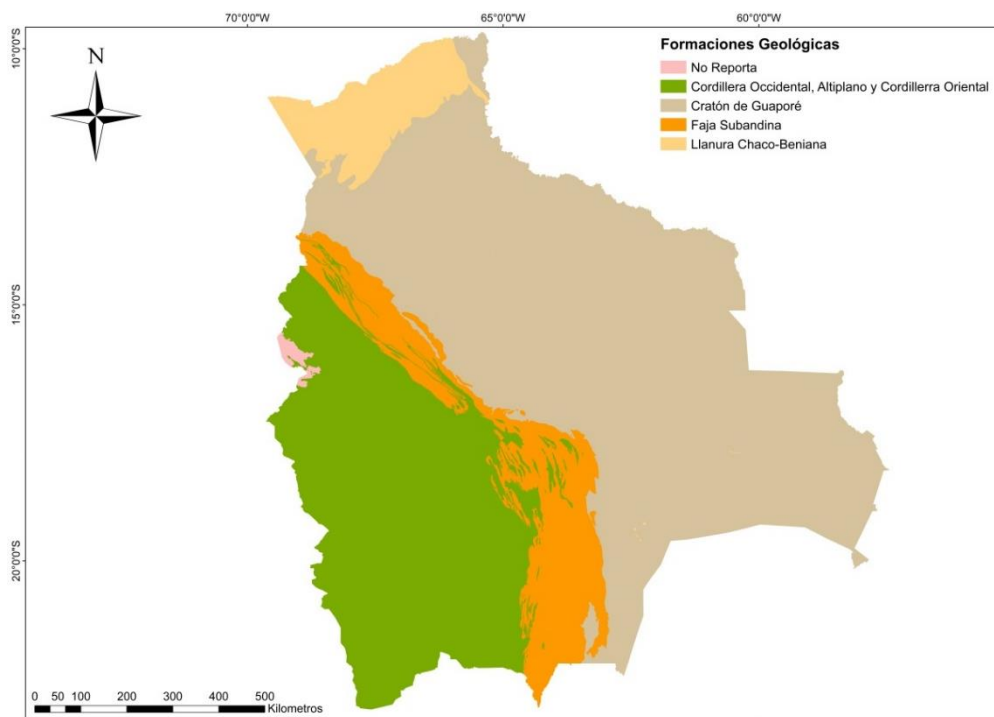 70°0'0"W 65°0'0"W 60°0'0"W
10°0'0"S
15°0'0"S
20°0'0"S
N
Formaciones Geológicas
No Reporta
Cordillera Occidental, Altiplano y Cordillerra Oriental
Cratón de Guaporé
Faja Subandina
Llanura Chaco-Beniana
0 50 100 200 300 400 500
Kilometros